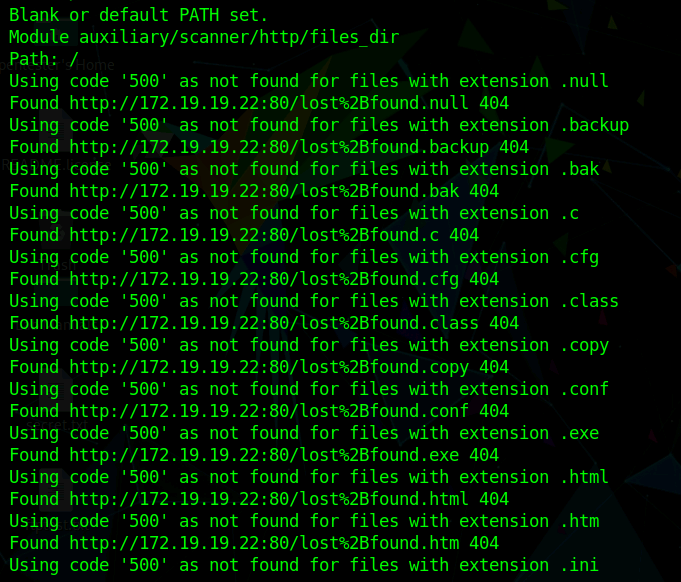 Blank or default PATH set.
Module auxiliary/scanner/http/files_dir
Path: /
Using code '500' as not found for files with extension .null
Found http://172.19.19.22:80/lost%2Bfound.null 404
Using code '500' as not found for files with extension .backup
Found http://172.19.19.22:80/lost%2Bfound.backup 404
Using code '500' as not found for files with extension .bak
Found http://172.19.19.22:80/lost%2Bfound.bak 404
Using code '500' as not found for files with extension .c
Found http://172.19.19.22:80/lost%2Bfound.c 404
Using code '500' as not found for files with extension .cfg
Found http://172.19.19.22:80/lost%2Bfound.cfg 404
Using code '500' as not found for files with extension .class
Found http://172.19.19.22:80/lost%2Bfound.class 404
Using code '500' as not found for files with extension .copy
Found http://172.19.19.22:80/lost%2Bfound.copy 404
Using code '500' as not found for files with extension .conf
Found http://172.19.19.22:80/lost%2Bfound.conf 404
Using code '500' as not found for files with extension .exe
Found http://172.19.19.22:80/lost%2Bfound.exe 404
Using code '500' as not found for files with extension .html
Found http://172.19.19.22:80/lost%2Bfound.html 404
Using code '500' as not found for files with extension .htm
Found http://172.19.19.22:80/lost%2Bfound.htm 404
Using code '500' as not found for files with extension .ini